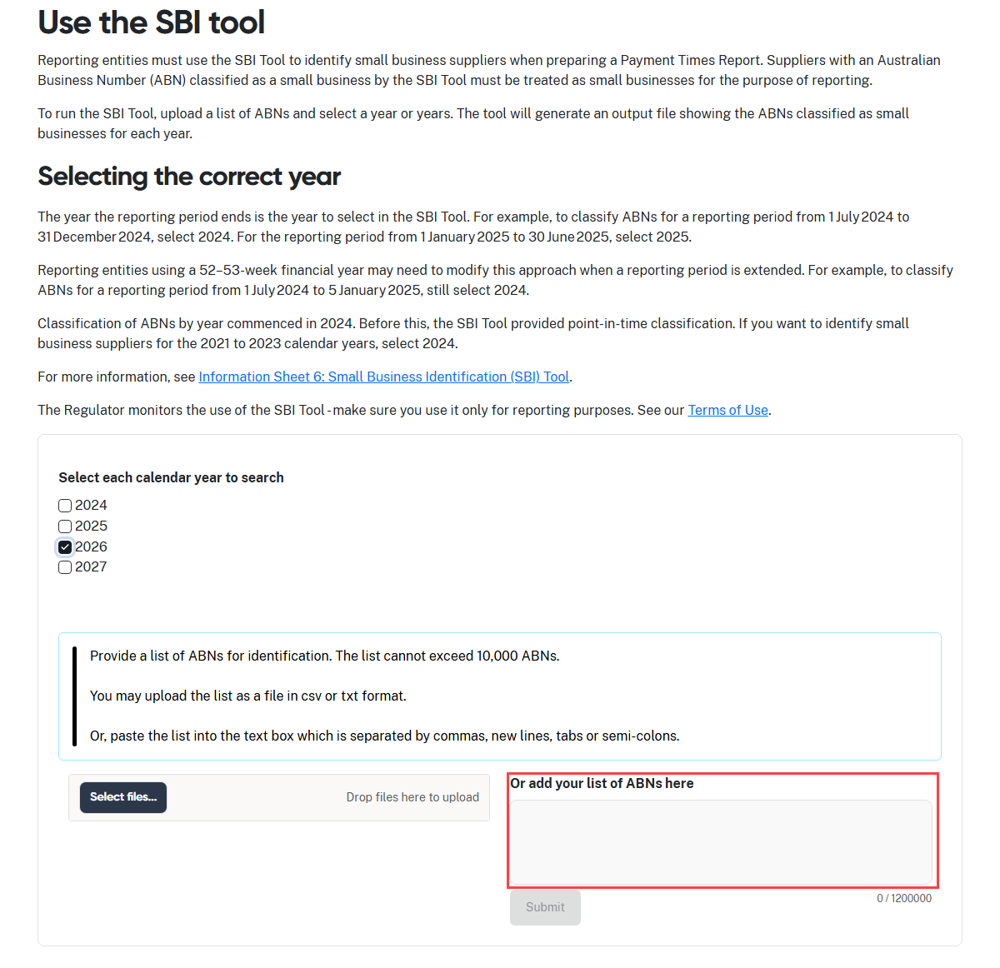 Use the SBI tool
Reporting entities must use the SBI Tool to identify small business suppliers when preparing a Payment Times Report. Suppliers with an Australian
Business Number (ABN) classified as a small business by the SBI Tool must be treated as small businesses for the purpose of reporting.
To run the SBI Tool, upload a list of ABNs and select a year or years. The tool will generate an output file showing the ABNs classified as small
businesses for each year.
Selecting the correct year
The year the reporting period ends is the year to select in the SBI Tool. For example, to classify ABNs for a reporting period from 1 July 2024 to
31 December 2024, select 2024. For the reporting period from 1 January 2025 to 30 June 2025, select 2025.
Reporting entities using a 52–53-week financial year may need to modify this approach when a reporting period is extended. For example, to classify
ABNs for a reporting period from 1 July 2024 to 5 January 2025, still select 2024.
Classification of ABNs by year commenced in 2024. Before this, the SBI Tool provided point-in-time classification. If you want to identify small
business suppliers for the 2021 to 2023 calendar years, select 2024.
For more information, see Information Sheet 6: Small Business Identification (SBI) Tool.
The Regulator monitors the use of the SBI Tool - make sure you use it only for reporting purposes. See our Terms of Use.
Select each calendar year to search
2024
2025
2026
2027
Provide a list of ABNs for identification. The list cannot exceed 10,000 ABNs.
You may upload the list as a file in csv or txt format.
Or, paste the list into the text box which is separated by commas, new lines, tabs or semi-colons.
Select files...
Drop files here to upload
Or add your list of ABNs here
0 / 1200000
Submit